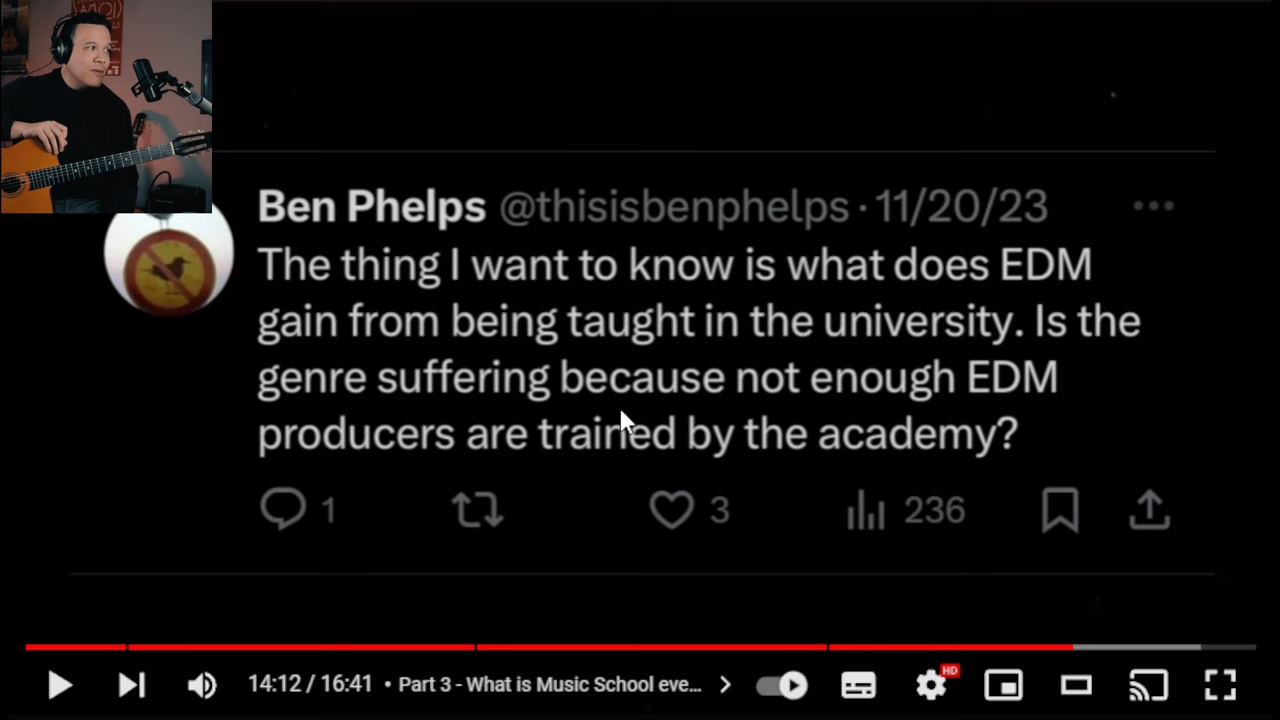 Ben Phelps @thisisbenphelps · 11/20/23
The thing I want to know is what does EDM
gain from being taught in the university. Is the
genre suffering because not enough EDM
producers are trained by the academy?
1 3 236
HD
14:12 / 16:41 • Part 3 - What is Music School eve...